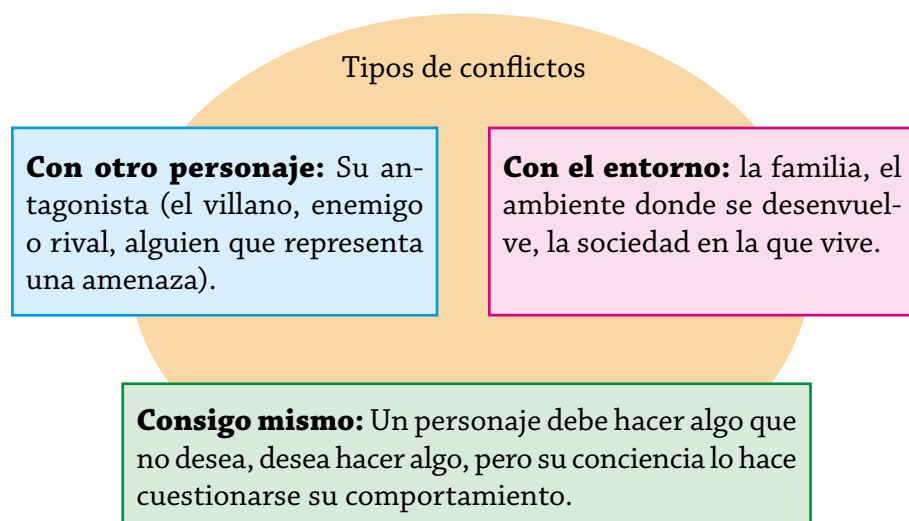 Tipos de conflictos
Con otro personaje: Su an-
tagonista (el villano, enemigo
o rival, alguien que representa
una amenaza).
Con el entorno: la familia, el
ambiente donde se desenvuel-
ve, la sociedad en la que vive.
Consigo mismo: Un personaje debe hacer algo que
no desea, desea hacer algo, pero su conciencia lo hace
cuestionarse su comportamiento.